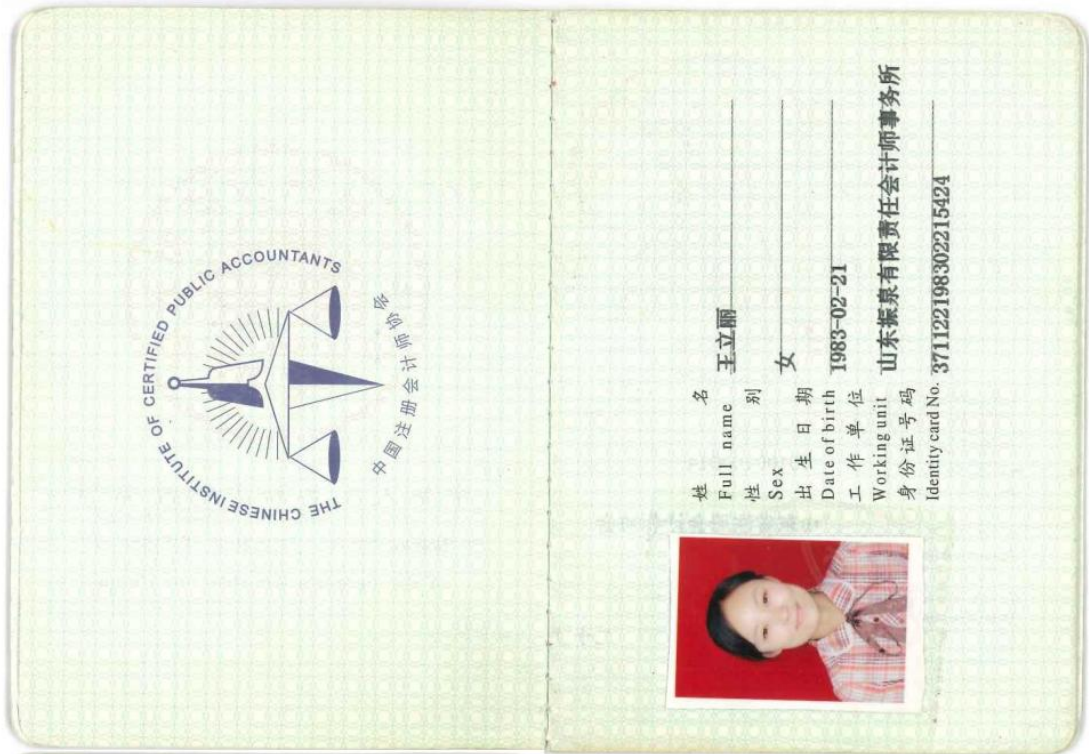 THE CHINESE INSTITUTE OF CERTIFIED PUBLIC ACCOUNTANTS
中国注册会计师协会
姓 名 王立丽
Full name
性 别
Sex 女
出 生 日 期
Date of birth 1983-02-21
工 作 单 位
Working unit 山东振泉有限责任会计师事务所
身 份 证 号 码
Identity card No. 371122198302215424